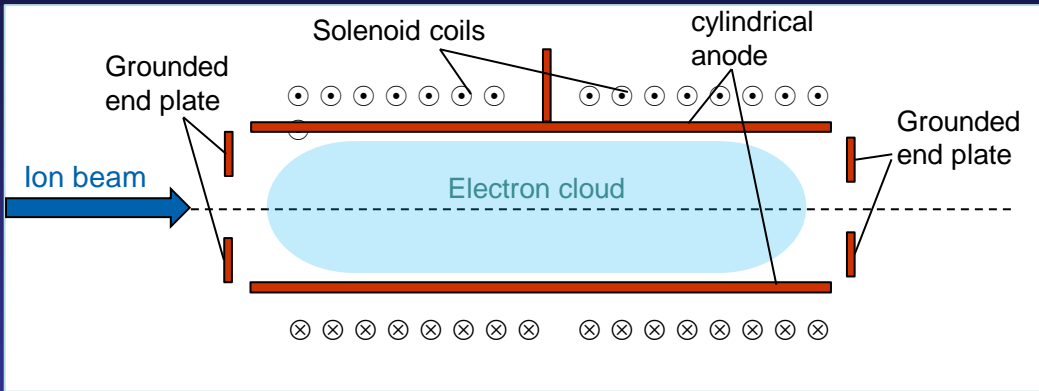 Solenoid coils
cylindrical
anode
Grounded
end plate
Grounded
end plate
Ion beam
Electron cloud